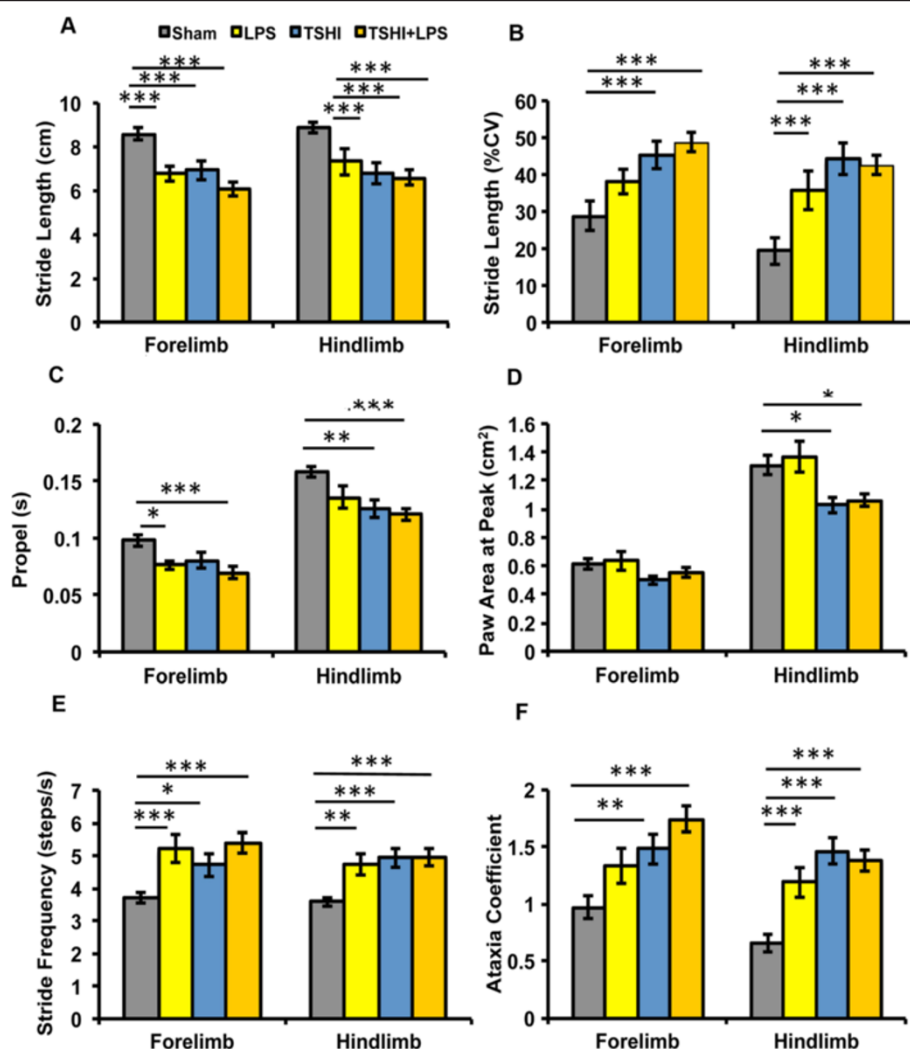 A
Sham LPS TSHI TSHI+LPS
B
***
***
***
***
***
***
10
8
6
4
2
0
Stride Length (cm)
Forelimb
Hindlimb
***
***
***
***
***
60
50
40
30
20
10
0
Stride Length (%CV)
Forelimb
Hindlimb
C
***
*
**
.***
0.2
0.15
0.1
0.05
0
Propel (s)
Forelimb
Hindlimb
D
*
*
1.6
1.4
1.2
1
0.8
0.6
0.4
0.2
0
Paw Area at Peak (cm²)
Forelimb
Hindlimb
E
***
*
***
***
***
**
7
6
5
4
3
2
1
0
Stride Frequency (steps/s)
Forelimb
Hindlimb
F
***
**
***
***
***
2
1.5
1
0.5
0
Ataxia Coefficient
Forelimb
Hindlimb